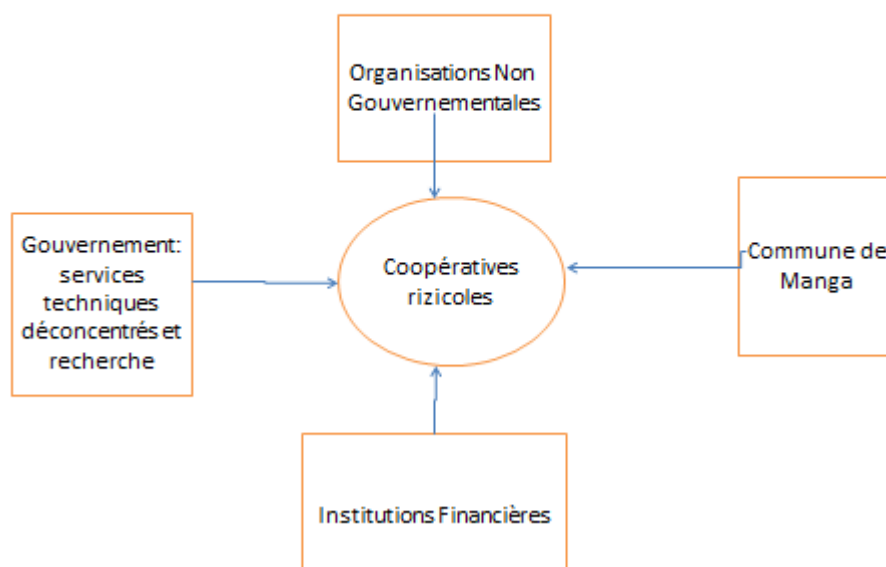 Organisations Non
Gouvernementales
Gouvernement:
services
techniques
déconcentrés et
recherche
Coopératives
rizicoles
Commune de
Manga
Institutions Financières